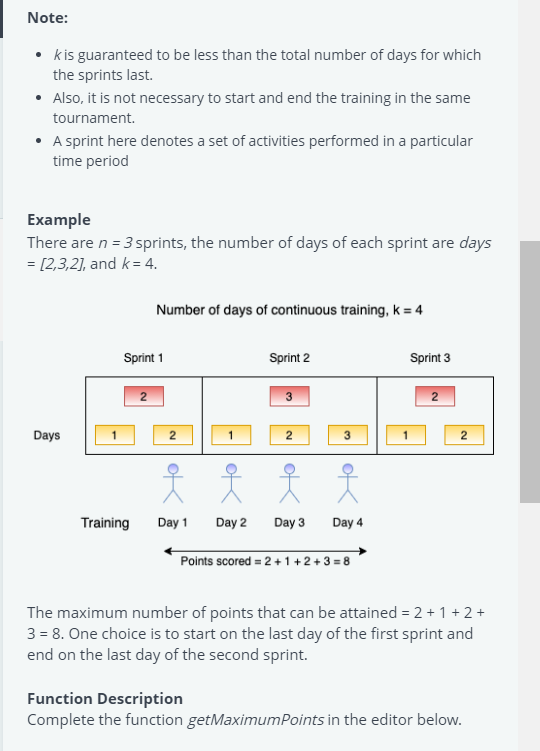 Note:
• k is guaranteed to be less than the total number of days for which
the sprints last.
• Also, it is not necessary to start and end the training in the same
tournament.
• A sprint here denotes a set of activities performed in a particular
time period
Example
There are n = 3 sprints, the number of days of each sprint are days
= [2,3,2], and k = 4.
Number of days of continuous training, k = 4
Sprint 1 Sprint 2 Sprint 3
2 3 2
Days 1 2 1 2 3 1 2
Training Day 1 Day 2 Day 3 Day 4
Points scored = 2 + 1 + 2 + 3 = 8
The maximum number of points that can be attained = 2 + 1 + 2 +
3 = 8. One choice is to start on the last day of the first sprint and
end on the last day of the second sprint.
Function Description
Complete the function getMaximumPoints in the editor below.